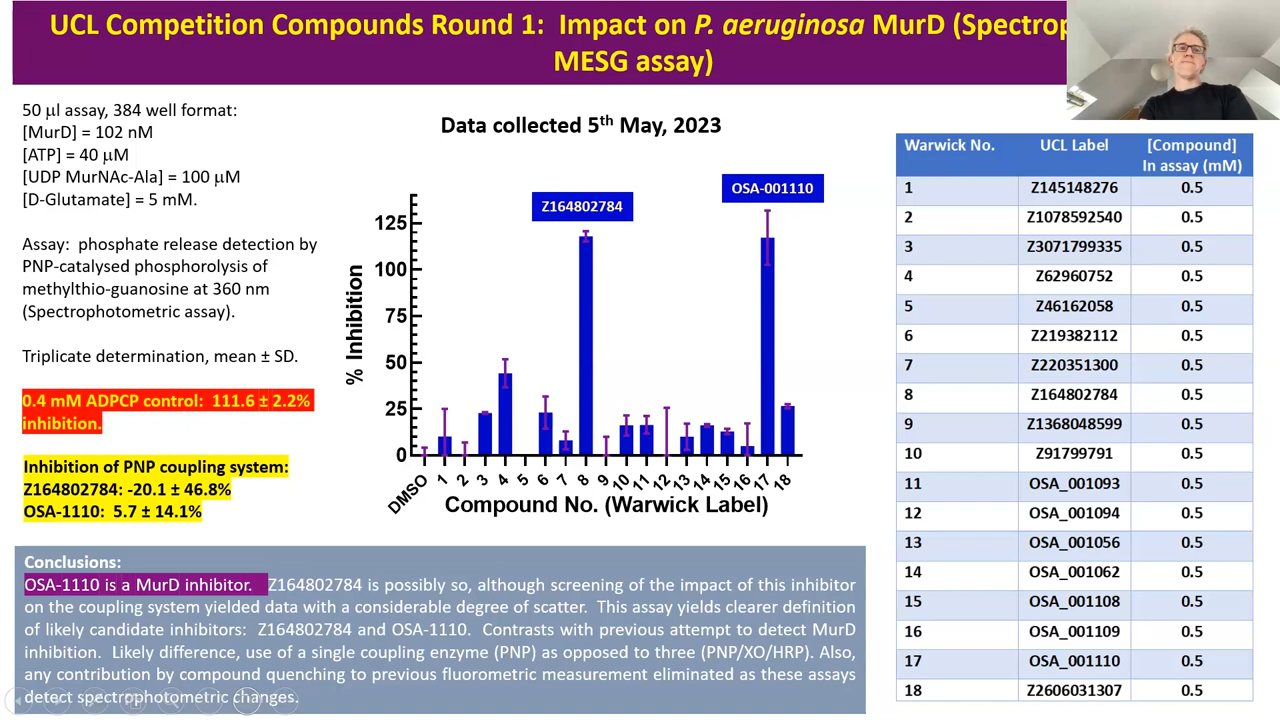 UCL Competition Compounds Round 1: Impact on P. aeruginosa MurD (Spectrop
MESG assay)
50 µl assay, 384 well format:
[MurD] = 102 nM
[ATP] = 40 µM
[UDP MurNAc-Ala] = 100 µM
[D-Glutamate] = 5 mM.
Assay: phosphate release detection by
PNP-catalysed phosphorolysis of
methylthio-guanosine at 360 nm
(Spectrophotometric assay).
Triplicate determination, mean ± SD.
0.4 mM ADPCP control: 111.6 ± 2.2%
inhibition.
Inhibition of PNP coupling system:
Z164802784: -20.1 ± 46.8%
OSA-1110: 5.7 ± 14.1%
Data collected 5th May, 2023
Z164802784
OSA-001110
% Inhibition
125
100
75
50
25
0
DMSO 1 2 3 4 5 6 7 8 9 10 11 12 13 14 15 16 17 18
Compound No. (Warwick Label)
Warwick No. UCL Label [Compound]
In assay (mM)
1 Z145148276 0.5
2 Z1078592540 0.5
3 Z3071799335 0.5
4 Z62960752 0.5
5 Z46162058 0.5
6 Z219382112 0.5
7 Z220351300 0.5
8 Z164802784 0.5
9 Z1368048599 0.5
10 Z91799791 0.5
11 OSA_001093 0.5
12 OSA_001094 0.5
13 OSA_001056 0.5
14 OSA_001062 0.5
15 OSA_001108 0.5
16 OSA_001109 0.5
17 OSA_001110 0.5
18 Z2606031307 0.5
Conclusions:
OSA-1110 is a MurD inhibitor. Z164802784 is possibly so, although screening of the impact of this inhibitor
on the coupling system yielded data with a considerable degree of scatter. This assay yields clearer definition
of likely candidate inhibitors: Z164802784 and OSA-1110. Contrasts with previous attempt to detect MurD
inhibition. Likely difference, use of a single coupling enzyme (PNP) as opposed to three (PNP/XO/HRP). Also,
any contribution by compound quenching to previous fluorometric measurement eliminated as these assays
detect spectrophotometric changes.